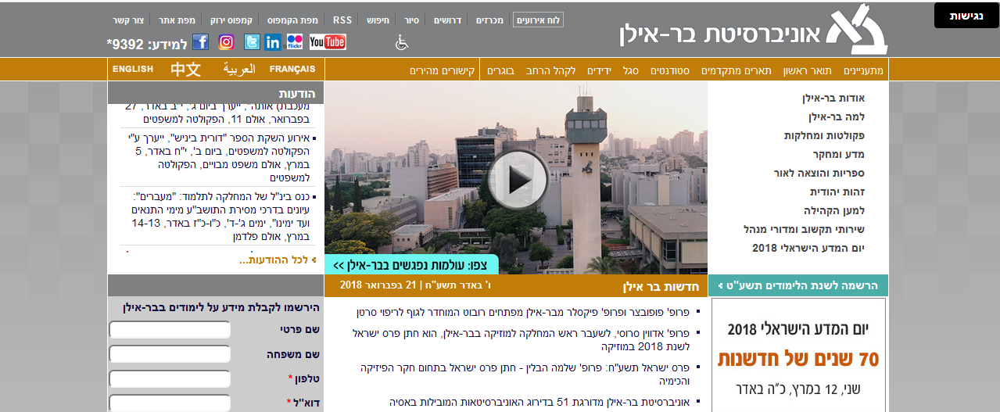 נגישות
אוניברסיטת בר-אילן
לוח אירועים
מכרזים
דרושים
סיור
חיפוש
RSS
מפת הקמפוס
קמפוס ירוק
מפת אתר
צור קשר
You Tube
flickr
in
למידע: 9392*
מתעניינים
תואר ראשון
תארים מתקדמים
סטודנטים
סגל
ידידים
לקהל הרחב
בוגרים
קישורים מהירים
FRANÇAIS
العربية
中文
ENGLISH
אודות בר-אילן
למה בר-אילן
פקולטות ומחלקות
מדע ומחקר
ספריות והוצאה לאור
זהות יהודית
למען הקהילה
שירותי תקשוב ומדורי מנהל
יום המדע הישראלי 2018
צפו: עולמות נפגשים בבר-אילן >>
הודעות
מעכבת) אותה", ייערך ביום ג', י"ב באדר, 27
בפברואר, אולם 11, הפקולטה למשפטים
אירוע השקת הספר "דורית ביניש", ייערך ע"י
הפקולטה למשפטים, ביום ב', י"ח באדר, 5
במרץ, אולם משפט מבויים, הפקולטה
למשפטים
כנס בינ"ל של המחלקה לתלמוד: "מעברים":
עיונים בדרכי מסירת התושב"ע מימי התנאים
ועד ימינו", ימים ג'-ד', כ"ו-כ"ז באדר, 14-13
במרץ, אולם פלדמן
לכל ההודעות...
הרשמה לשנת הלימודים תשע"ט
יום המדע הישראלי 2018
70 שנים של חדשנות
שני, 12 במרץ, כ"ה באדר
חדשות בר אילן
ו' באדר תשע"ח | 21 בפברואר 2018
פרופ' פופובצר ופרופ' פיקסלר מבר-אילן מפתחים רובוט המוחדר לגוף לריפוי סרטן
פרופ' אדווין סרוסי, לשעבר ראש המחלקה למוזיקה בבר-אילן, הוא חתן פרס ישראל
לשנת 2018 במוזיקה
פרס ישראל תשע"ח: פרופ' שלמה הבלין - חתן פרס ישראל בתחום חקר הפיזיקה
והכימיה
אוניברסיטת בר-אילן מדורגת 51 בדירוג האוניברסיטאות המובילות באסיה
הירשמו לקבלת מידע על לימודים בבר-אילן
שם פרטי
שם משפחה
טלפון *
דוא"ל *